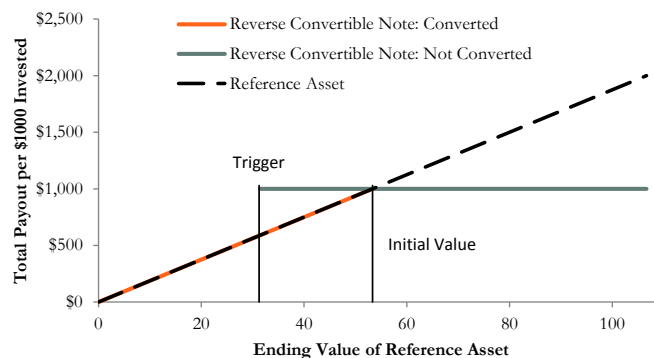 $2,500
Reverse Convertible Note: Converted
Reverse Convertible Note: Not Converted
$2,000
Reference Asset
$1,500
Trigger
$1,000
$500
Initial Value
$0
0
20
40
60
80
100
Total Payout per $1000 Invested
Ending Value of Reference Asset